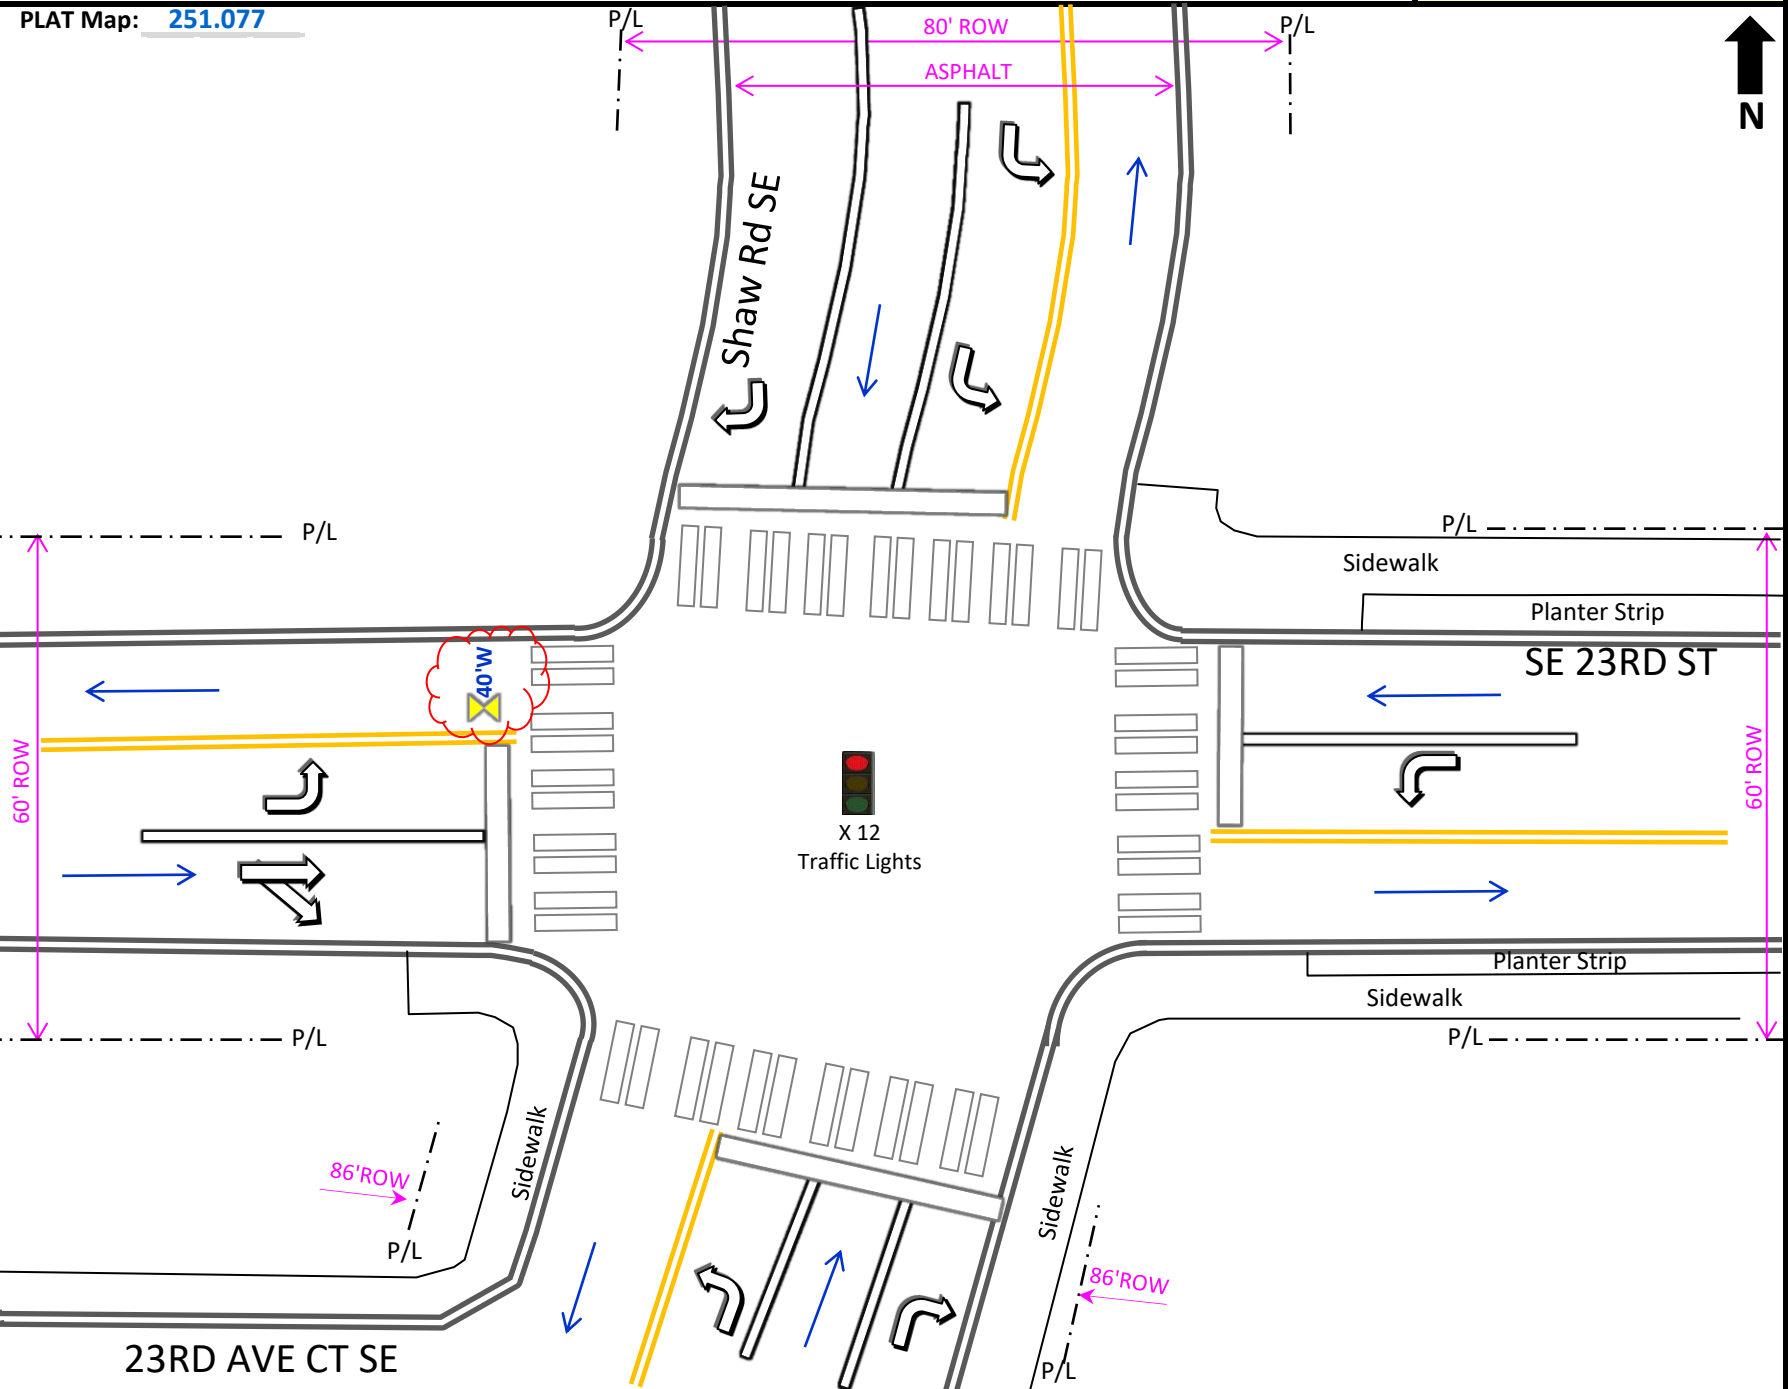 PLAT Map: 251.077
P/L
80' ROW
P/L
ASPHALT
N
Shaw Rd SE
P/L
P/L
Sidewalk
Planter Strip
SE 23RD ST
40'W
60' ROW
60' ROW
X 12
Traffic Lights
Planter Strip
Sidewalk
P/L
P/L
Sidewalk
86'ROW
P/L
Sidewalk
86'ROW
P/L
23RD AVE CT SE